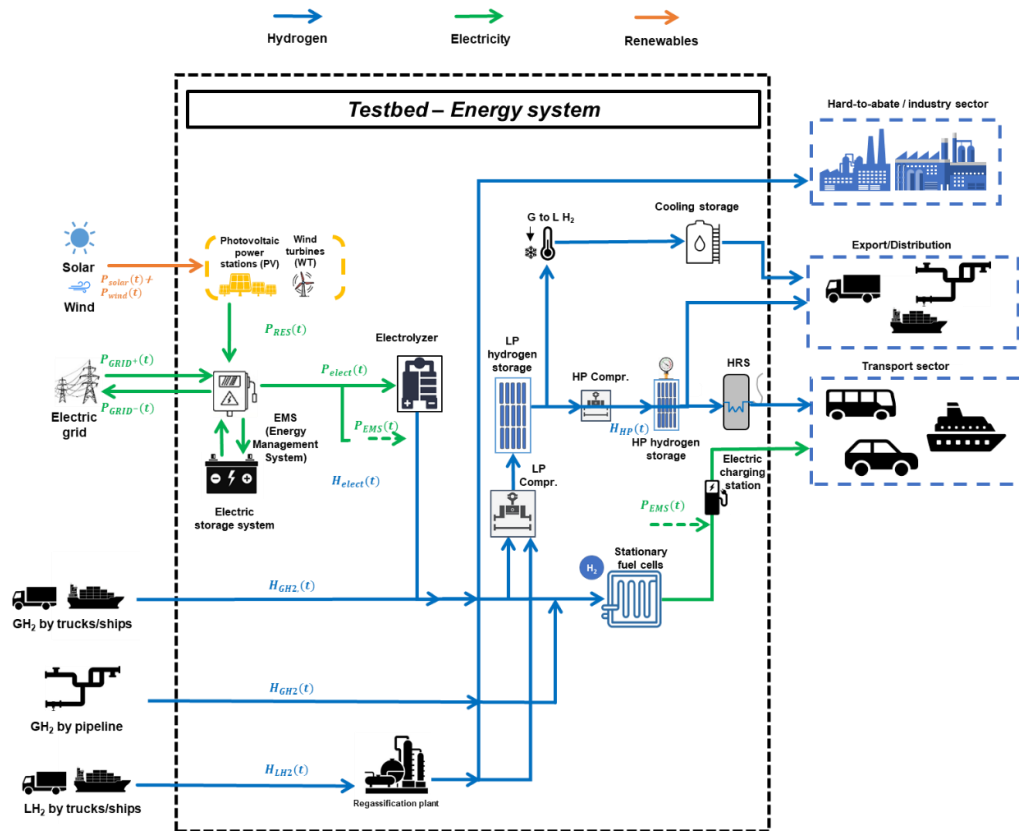 Hydrogen
Electricity
Renewables
Testbed – Energy system
Hard-to-abate / industry sector
G to L H2
Cooling storage
Export/Distribution
Solar
Wind
Psolar(t)+
Pwind(t)
Photovoltaic
power
stations (PV)
Wind
turbines
(WT)
PRES(t)
Electrolyzer
LP
hydrogen
storage
HP Compr.
HHP(t)
HP hydrogen
storage
HRS
Transport sector
PGRID+(t)
PGRID-(t)
Electric
grid
EMS
(Energy
Management
System)
Pelect(t)
PEMS(t)
Helect(t)
Electric
storage system
LP
Compr.
Electric
charging
station
PEMS(t)
H2
Stationary
fuel cells
HGH2,(t)
GH2 by trucks/ships
HGH2(t)
GH2 by pipeline
HLH2(t)
LH2 by trucks/ships
Regassification plant